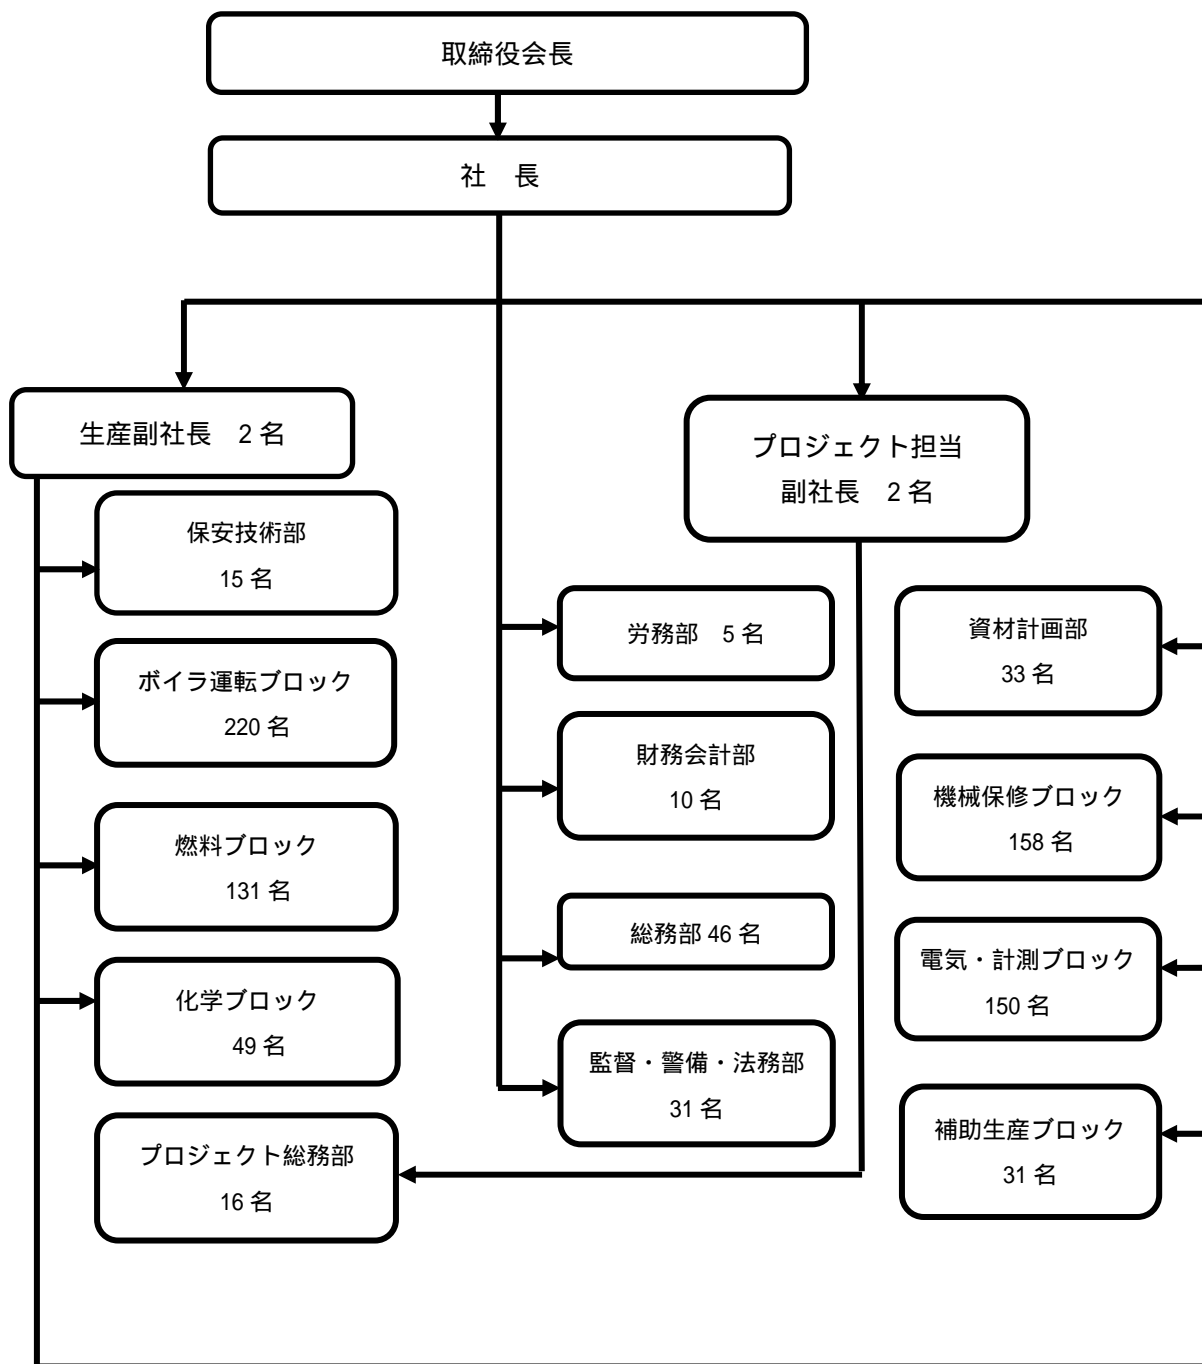 取締役会長
社　長
生産副社長　2 名
プロジェクト担当
副社長　2 名
保安技術部
15 名
ボイラ運転ブロック
220 名
燃料ブロック
131 名
化学ブロック
49 名
プロジェクト総務部
16 名
労務部　5 名
財務会計部
10 名
総務部 46 名
監督・警備・法務部
31 名
資材計画部
33 名
機械保修ブロック
158 名
電気・計測ブロック
150 名
補助生産ブロック
31 名